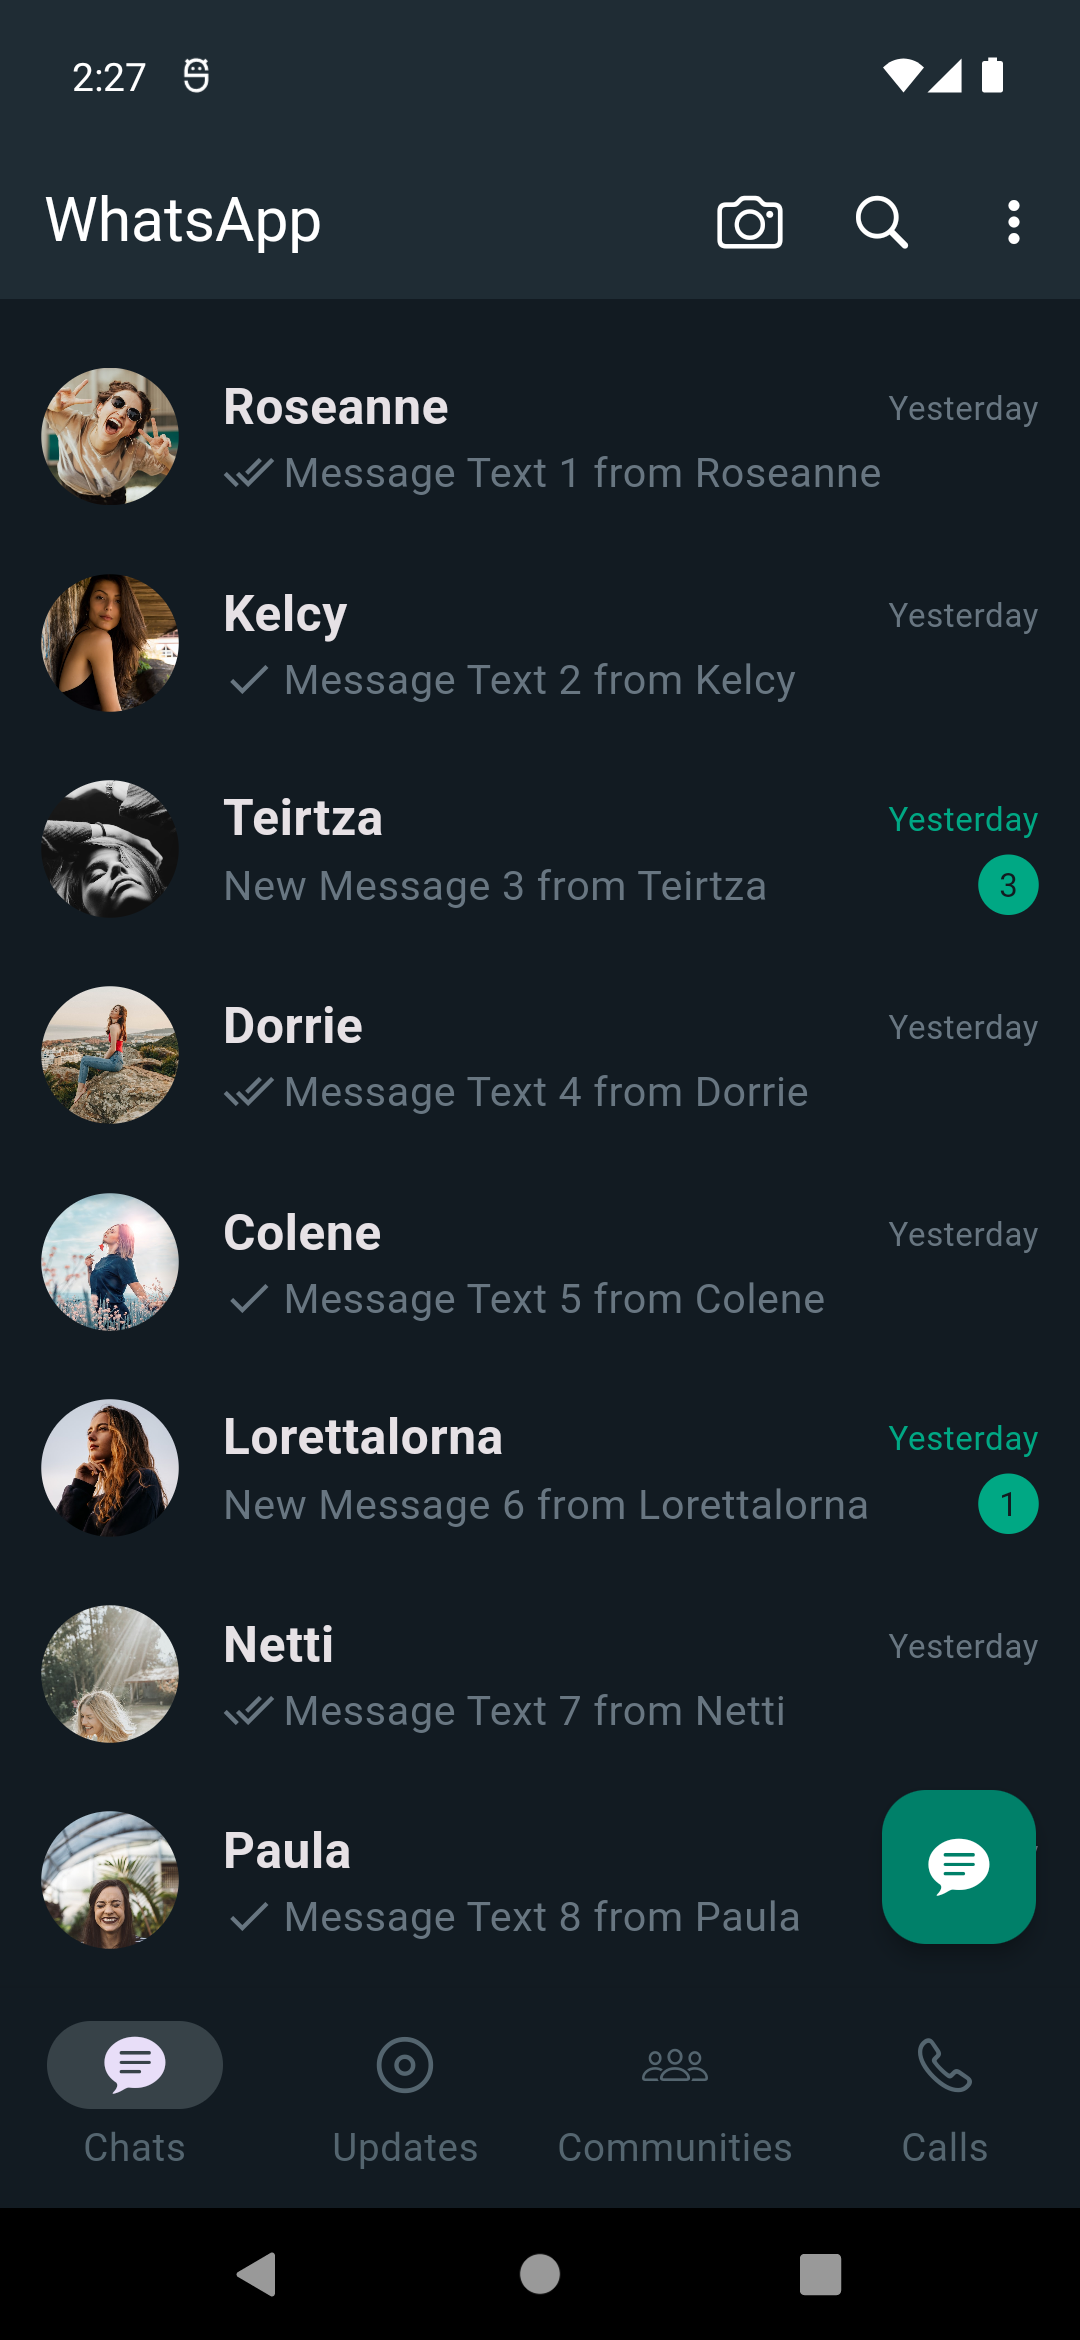 2:27
WhatsApp
Roseanne
Yesterday
Message Text 1 from Roseanne
Kelcy
Yesterday
Message Text 2 from Kelcy
Teirtza
Yesterday
New Message 3 from Teirtza
3
Dorrie
Yesterday
Message Text 4 from Dorrie
Colene
Yesterday
Message Text 5 from Colene
Lorettalorna
Yesterday
New Message 6 from Lorettalorna
1
Netti
Yesterday
Message Text 7 from Netti
Paula
Message Text 8 from Paula
Chats
Updates
Communities
Calls